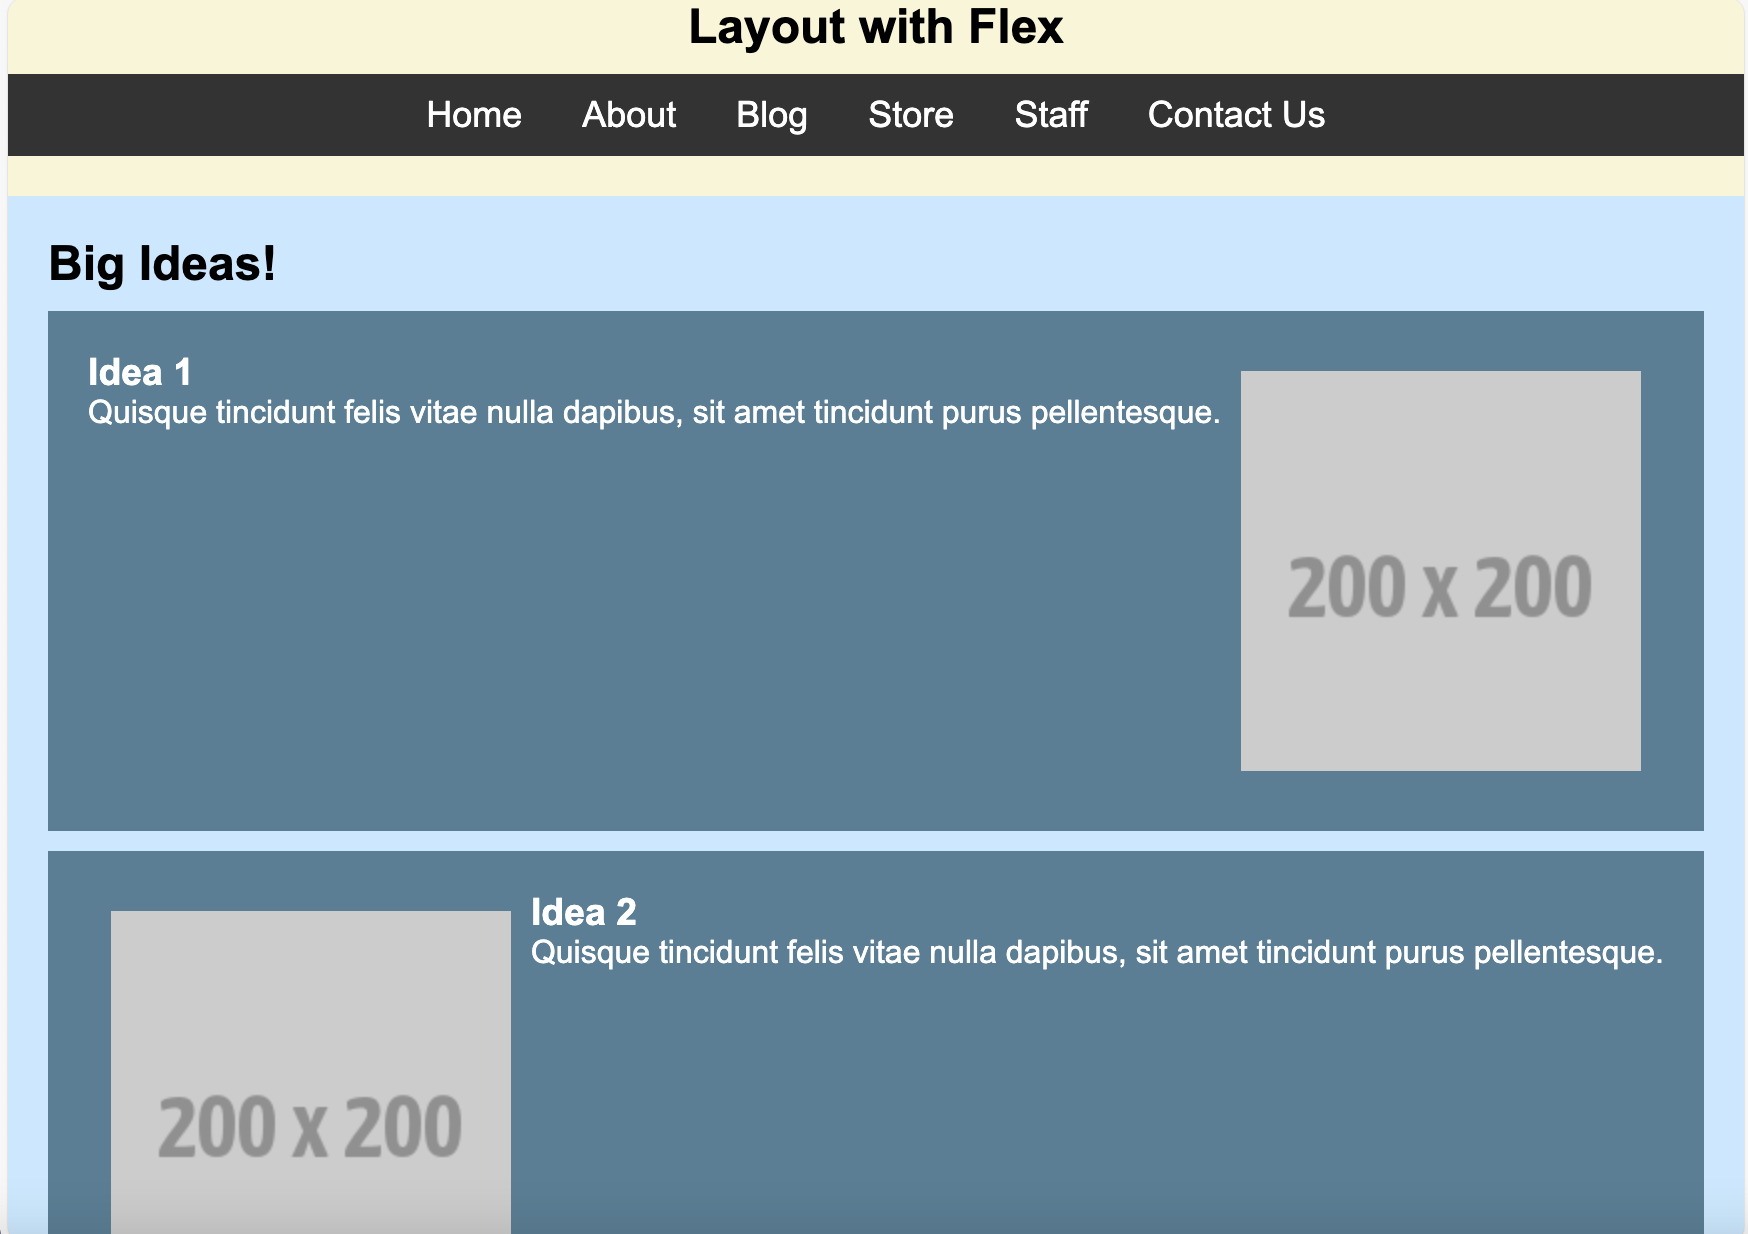 Layout with Flex
Home About Blog Store Staff Contact Us
Big Ideas!
Idea 1
Quisque tincidunt felis vitae nulla dapibus, sit amet tincidunt purus pellentesque.
200 x 200
Idea 2
Quisque tincidunt felis vitae nulla dapibus, sit amet tincidunt purus pellentesque.
200 x 200